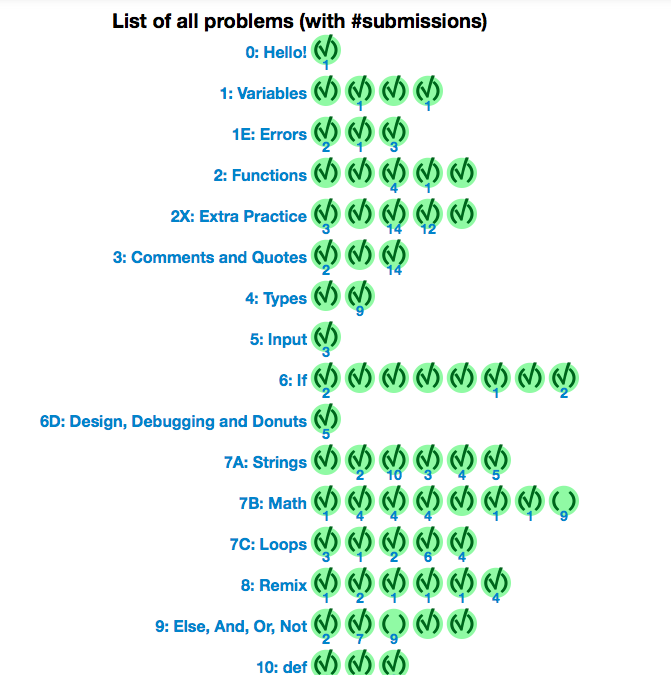 List of all problems (with #submissions)
0: Hello!
1
1: Variables
1 1
1E: Errors
2 1 3
2: Functions
4 1
2X: Extra Practice
3 14 12
3: Comments and Quotes
2 14
4: Types
9
5: Input
3
6: If
2 1 2
6D: Design, Debugging and Donuts
5
7A: Strings
2 10 3 4 5
7B: Math
1 4 4 4 1 1 9
7C: Loops
3 1 2 6 4
8: Remix
1 2 1 1 1 4
9: Else, And, Or, Not
2 7 9
10: def